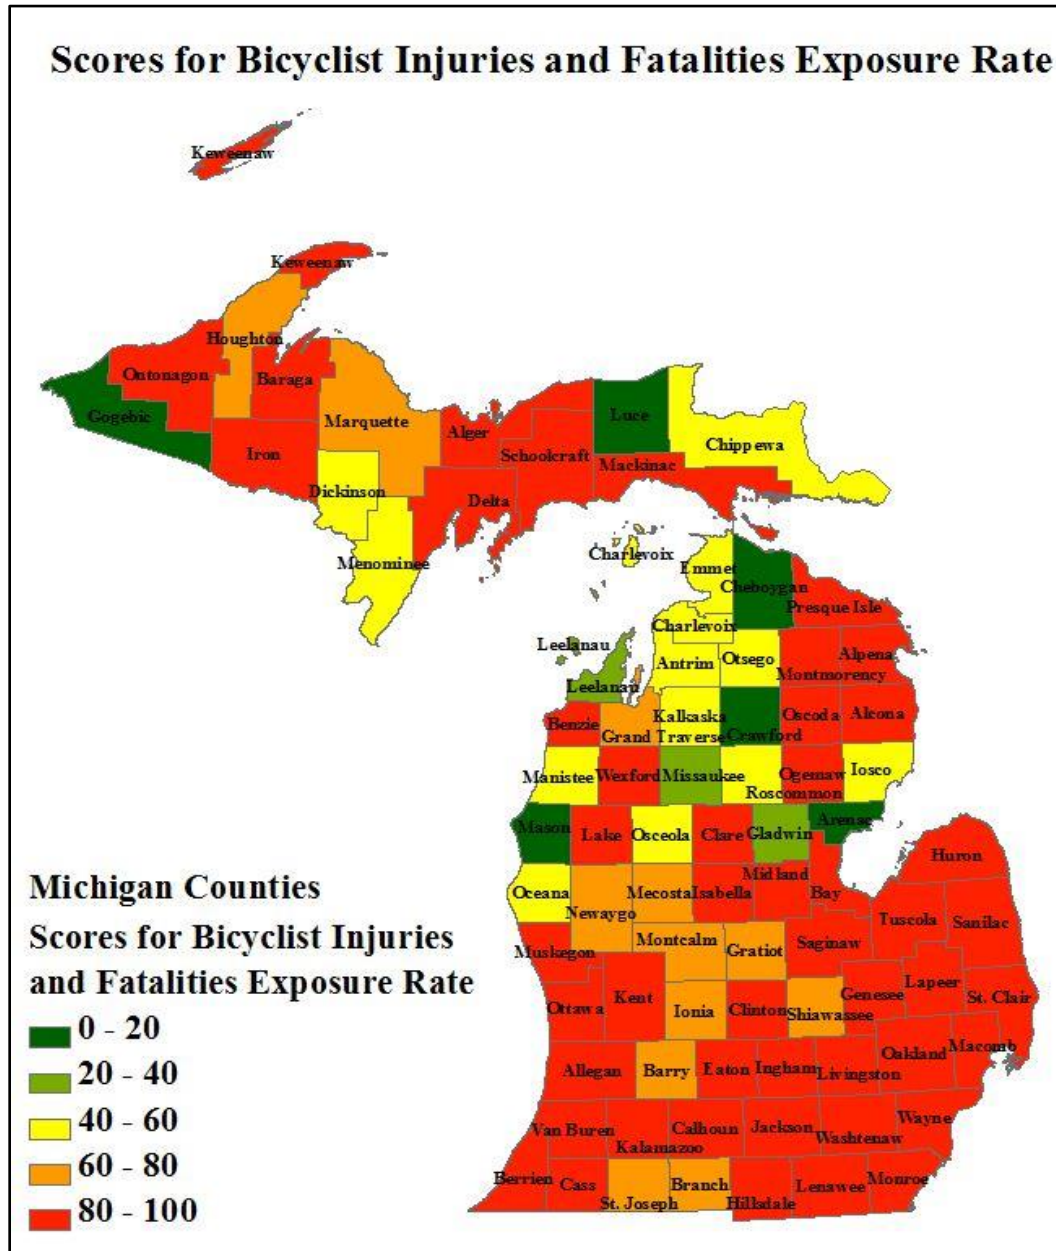 Scores for Bicyclist Injuries and Fatalities Exposure Rate
Keweenaw
Keweenaw
Houghton
Ontonagon
Baraga
Gogebic
Luce
Marquette
Alger
Chippewa
Iron
Schoolcraft
Mackinac
Dickinson
Delta
Charlevoix
Menominee
Emmet
Cheboygan
Presque Isle
Charlevoix
Leelanau
Antrim
Otsego
Alpena
Montmorency
Leelanau
Kalkaska
Benzie
Grand Traverse
Crawford
Oscoda
Alcona
Manistee
Wexford
Missaukee
Roscommon
Ogemaw
Iosco
Mason
Lake
Osceola
Clare
Gladwin
Arenac
Huron
Oceana
Newaygo
Mecosta
Isabella
Midland
Bay
Tuscola
Sanilac
Muskegon
Montcalm
Gratiot
Saginaw
Ottawa
Kent
Ionia
Clinton
Shiawassee
Genesee
Lapeer
St. Clair
Allegan
Barry
Eaton
Ingham
Livingston
Oakland
Macomb
Van Buren
Kalamazoo
Calhoun
Jackson
Washtenaw
Wayne
Berrien
Cass
St. Joseph
Branch
Hillsdale
Lenawee
Monroe
Michigan Counties
Scores for Bicyclist Injuries
and Fatalities Exposure Rate
0 - 20
20 - 40
40 - 60
60 - 80
80 - 100